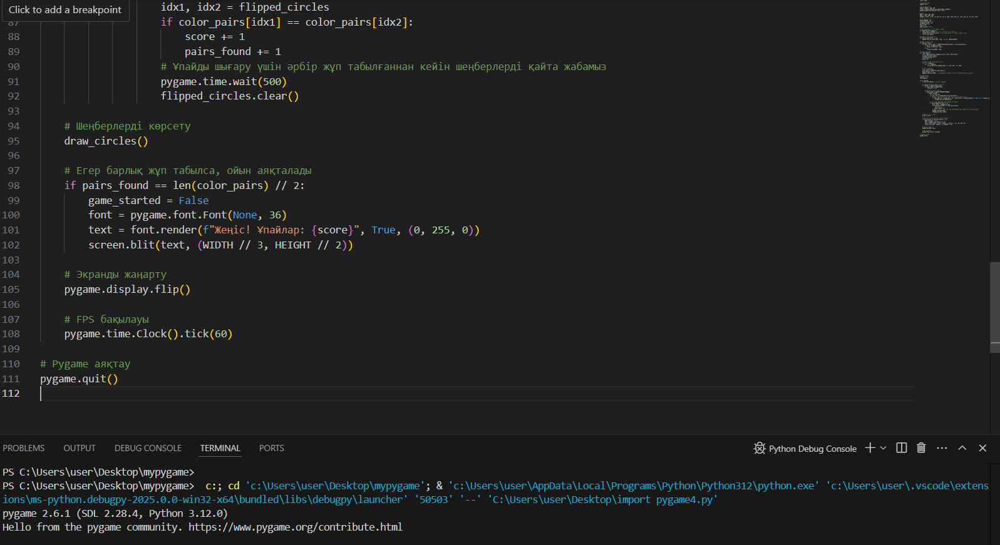 Click to add a breakpoint
idx1, idx2 = flipped_circles
87 if color_pairs[idx1] == color_pairs[idx2]:
88 score += 1
89 pairs_found += 1
90 # Ұпайды шығару үшін әрбір жұп табылғаннан кейін шеңберлерді қайта жабамыз
91 pygame.time.wait(500)
92 flipped_circles.clear()
93
94 # Шеңберлерді көрсету
95 draw_circles()
96
97 # Егер барлық жұп табылса, ойын аяқталады
98 if pairs_found == len(color_pairs) // 2:
99 game_started = False
100 font = pygame.font.Font(None, 36)
101 text = font.render(f"Жеңіс! Ұпайлар: {score}", True, (0, 255, 0))
102 screen.blit(text, (WIDTH // 3, HEIGHT // 2))
103
104 # Экранды жаңарту
105 pygame.display.flip()
106
107 # FPS бақылауы
108 pygame.time.Clock().tick(60)
109
110 # Pygame аяқтау
111 pygame.quit()
112
PROBLEMS OUTPUT DEBUG CONSOLE TERMINAL PORTS Python Debug Console
PS C:\Users\user\Desktop\mypygame>
PS C:\Users\user\Desktop\mypygame> c:; cd 'c:\Users\user\Desktop\mypygame'; & 'c:\Users\user\AppData\Local\Programs\Python\Python312\python.exe' 'c:\Users\user\.vscode\extens
ions\ms-python.debugpy-2025.0.0-win32-x64\bundled\libs\debugpy\launcher' '50503' '--' 'C:\Users\user\Desktop\import pygame4.py'
pygame 2.6.1 (SDL 2.28.4, Python 3.12.0)
Hello from the pygame community. https://www.pygame.org/contribute.html